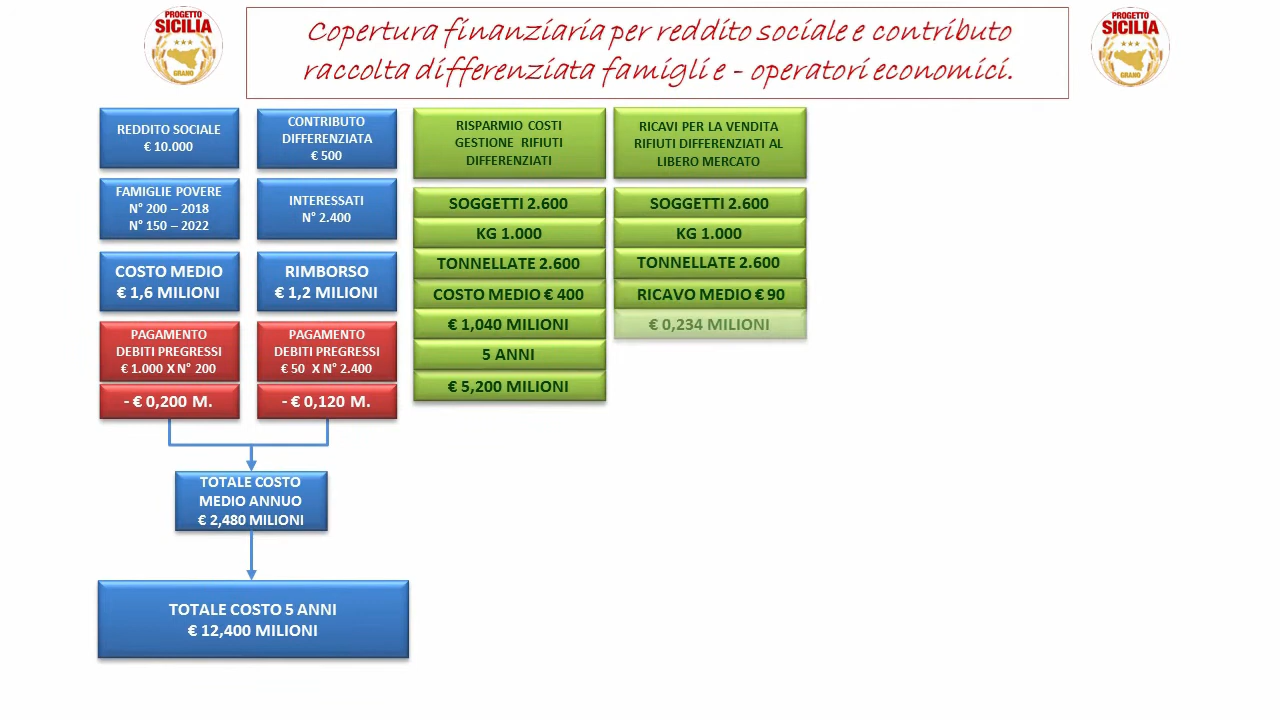 PROGETTO
SICILIA
GRANO
Copertura finanziaria per reddito sociale e contributo
raccolta differenziata famigli e - operatori economici.
PROGETTO
SICILIA
GRANO
REDDITO SOCIALE
€ 10.000
FAMIGLIE POVERE
N° 200 – 2018
N° 150 – 2022
COSTO MEDIO
€ 1,6 MILIONI
PAGAMENTO
DEBITI PREGRESSI
€ 1.000 X N° 200
- € 0,200 M.
CONTRIBUTO
DIFFERENZIATA
€ 500
INTERESSATI
N° 2.400
RIMBORSO
€ 1,2 MILIONI
PAGAMENTO
DEBITI PREGRESSI
€ 50 X N° 2.400
- € 0,120 M.
RISPARMIO COSTI
GESTIONE RIFIUTI
DIFFERENZIATI
SOGGETTI 2.600
KG 1.000
TONNELLATE 2.600
COSTO MEDIO € 400
€ 1,040 MILIONI
5 ANNI
€ 5,200 MILIONI
RICAVI PER LA VENDITA
RIFIUTI DIFFERENZIATI AL
LIBERO MERCATO
SOGGETTI 2.600
KG 1.000
TONNELLATE 2.600
RICAVO MEDIO € 90
€ 0,234 MILIONI
TOTALE COSTO
MEDIO ANNUO
€ 2,480 MILIONI
TOTALE COSTO 5 ANNI
€ 12,400 MILIONI